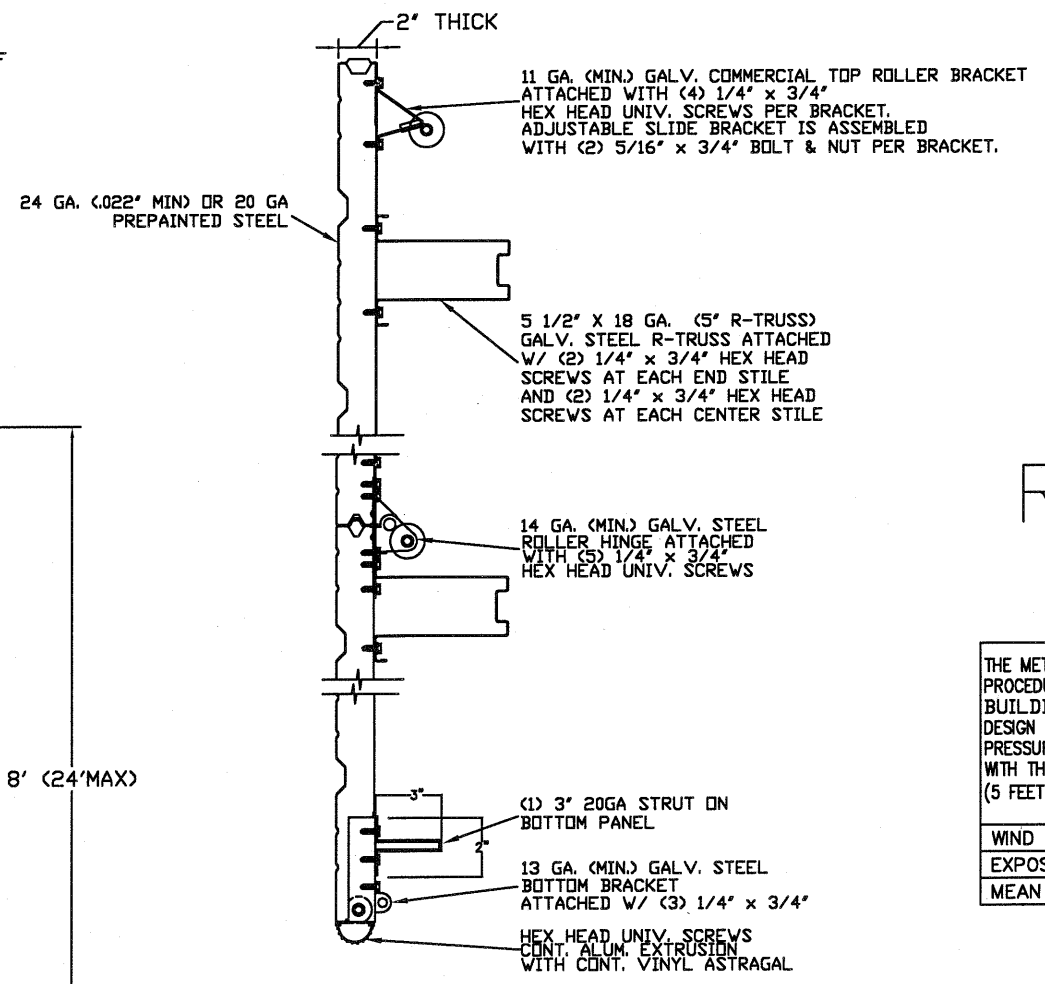 2" THICK
11 GA. (MIN.) GALV. COMMERCIAL TOP ROLLER BRACKET
ATTACHED WITH (4) 1/4" x 3/4"
HEX HEAD UNIV. SCREWS PER BRACKET.
ADJUSTABLE SLIDE BRACKET IS ASSEMBLED
WITH (2) 5/16" x 3/4" BOLT & NUT PER BRACKET.
24 GA. (.022" MIN) OR 20 GA
PREPAINTED STEEL
5 1/2" X 18 GA. (5" R-TRUSS)
GALV. STEEL R-TRUSS ATTACHED
W/ (2) 1/4" x 3/4" HEX HEAD
SCREWS AT EACH END STILE
AND (2) 1/4" x 3/4" HEX HEAD
SCREWS AT EACH CENTER STILE
14 GA. (MIN.) GALV. STEEL
ROLLER HINGE ATTACHED
WITH (5) 1/4" x 3/4"
HEX HEAD UNIV. SCREWS
THE MET
PROCEDU
BUILDI
DESIGN
PRESSU
WITH TH
(5 FEET
WIND
EXPOS
MEAN
8' (24'MAX)
3"
2"
(1) 3" 20GA STRUT ON
BOTTOM PANEL
13 GA. (MIN.) GALV. STEEL
BOTTOM BRACKET
ATTACHED W/ (3) 1/4" x 3/4"
HEX HEAD UNIV. SCREWS
CONT. ALUM. EXTRUSION
WITH CONT. VINYL ASTRAGAL